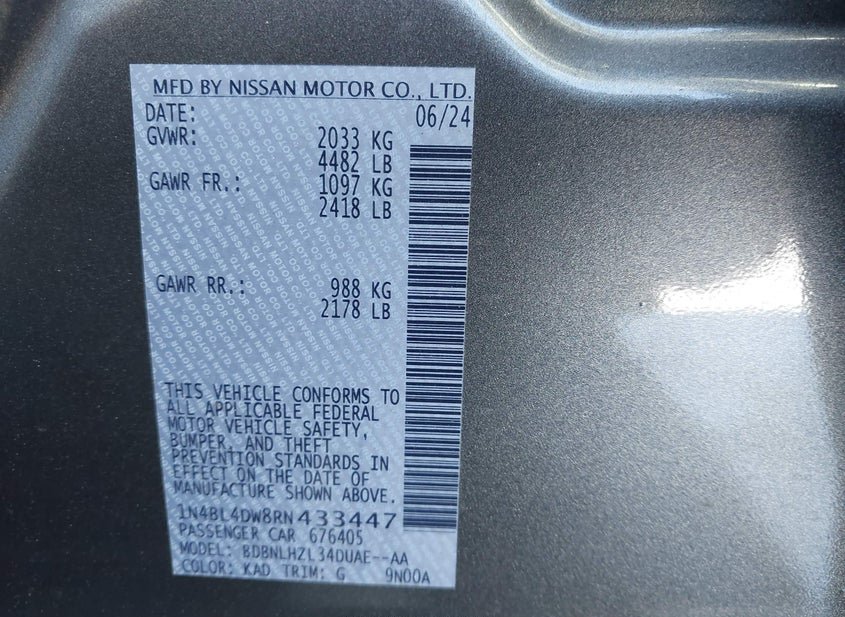 MFD BY NISSAN MOTOR CO., LTD.
DATE: 06/24
GVWR: 2033 KG
4482 LB
GAWR FR.: 1097 KG
2418 LB
GAWR RR.: 988 KG
2178 LB
THIS VEHICLE CONFORMS TO
ALL APPLICABLE FEDERAL
MOTOR VEHICLE SAFETY,
BUMPER, AND THEFT
PREVENTION STANDARDS IN
EFFECT ON THE DATE OF
MANUFACTURE SHOWN ABOVE.
1N4BL4DW8RN433447
PASSENGER CAR 676405
MODEL: BDBNLHZL34DUAE--AA
COLOR: KAD TRIM: G 9N00A